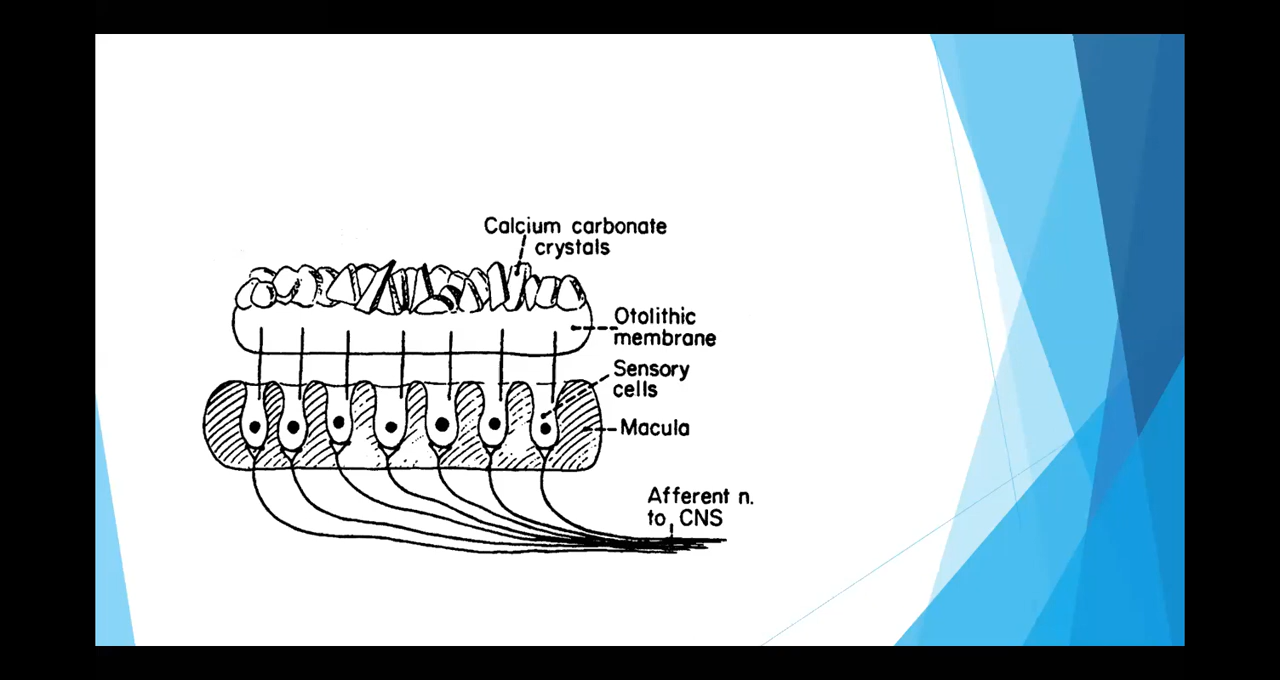 Calcium carbonate
crystals
Otolithic
membrane
Sensory
cells
Macula
Afferent n.
to CNS